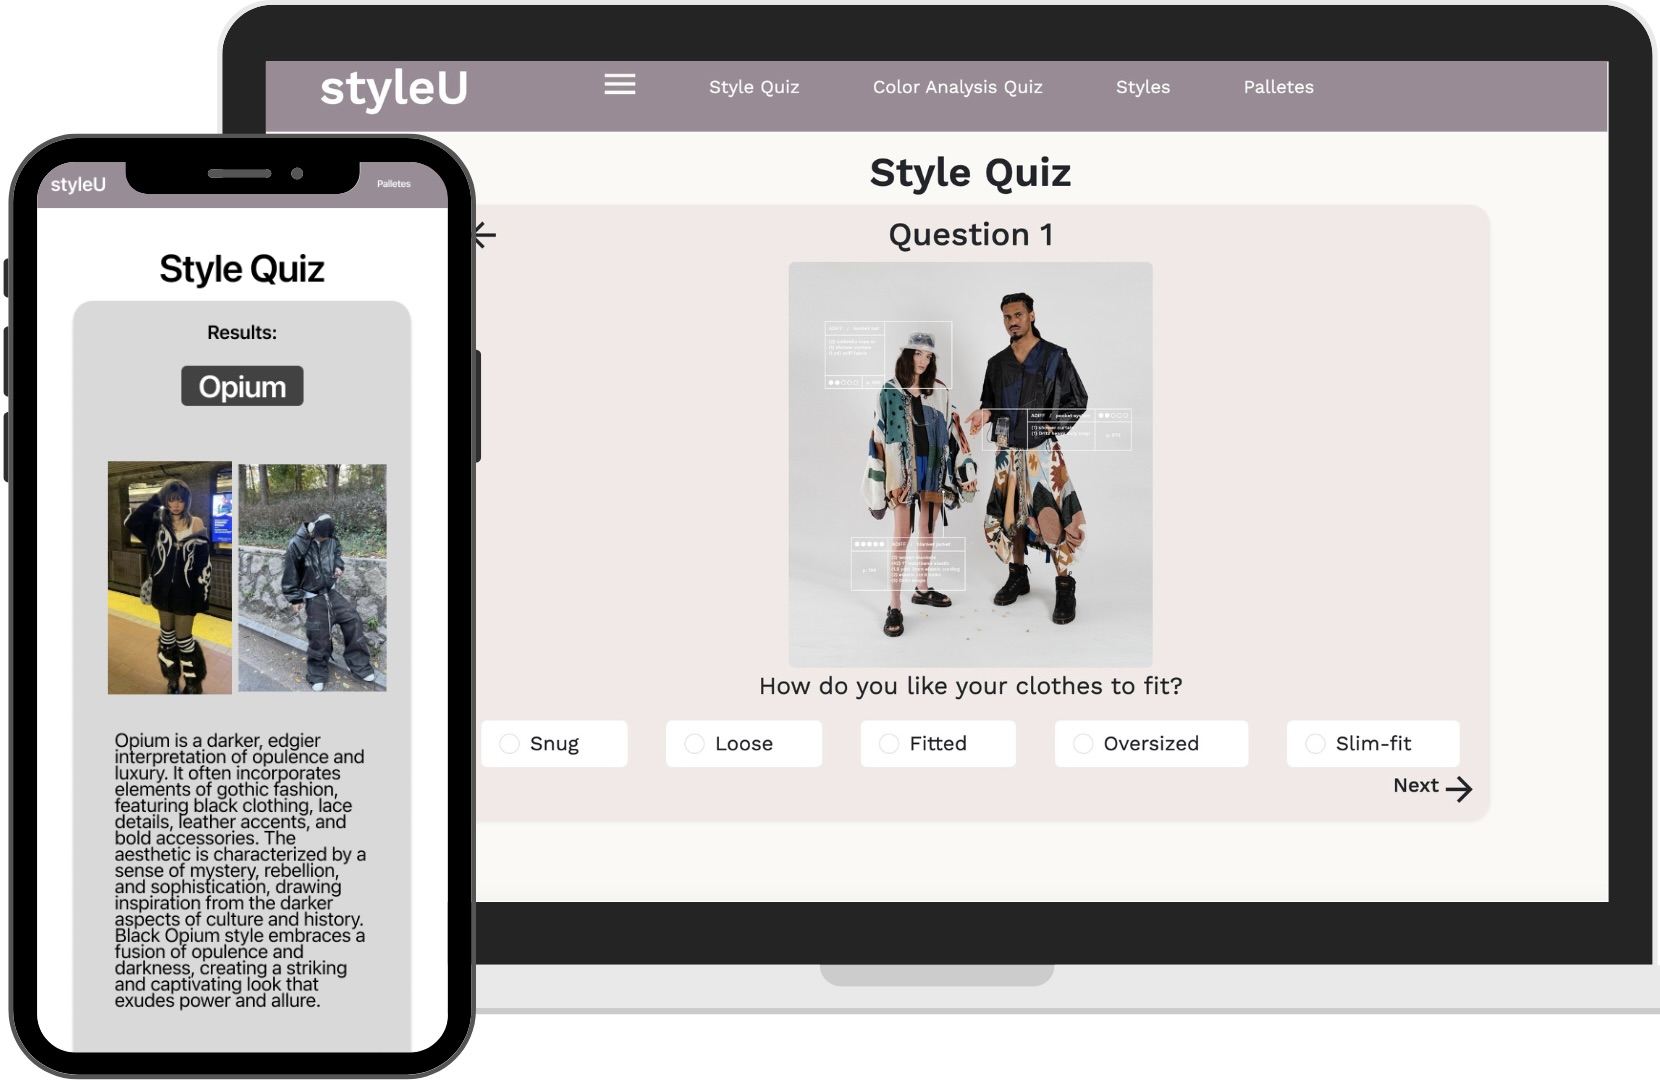 styleU
Style Quiz
Color Analysis Quiz
Styles
Palletes
Style Quiz
Question 1
How do you like your clothes to fit?
Snug
Loose
Fitted
Oversized
Slim-fit
Next
styleU
Palletes
Style Quiz
Results:
Opium
Opium is a darker, edgier
interpretation of opulence and
luxury. It often incorporates
elements of gothic fashion,
featuring black clothing, lace
details, leather accents, and
bold accessories. The
aesthetic is characterized by a
sense of mystery, rebellion,
and sophistication, drawing
inspiration from the darker
aspects of culture and history.
Black Opium style embraces a
fusion of opulence and
darkness, creating a striking
and captivating look that
exudes power and allure.